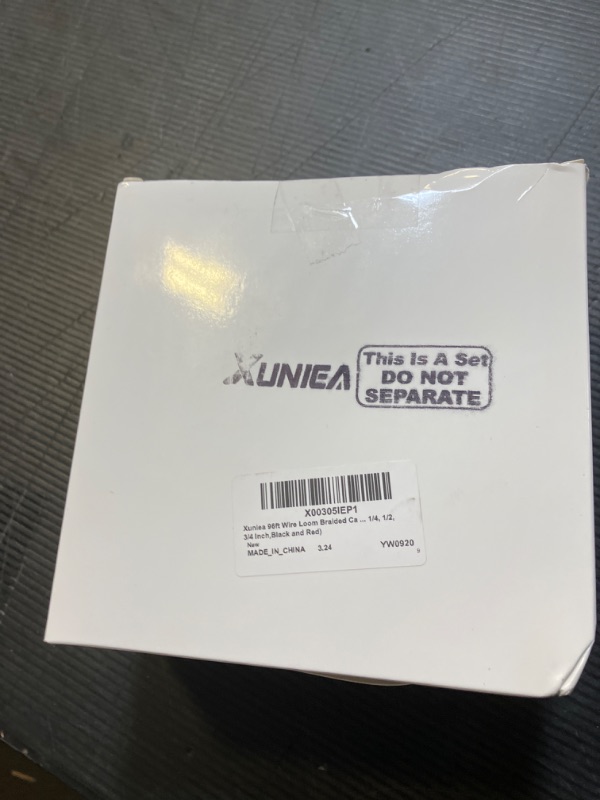 XUNIEA
This Is A Set
DO NOT
SEPARATE
X00305IEP1
Xuniea 96ft Wire Loom Braided Ca ... 1/4, 1/2,
3/4 Inch,Black and Red)
New
MADE_IN_CHINA 3,24 YW0920
9